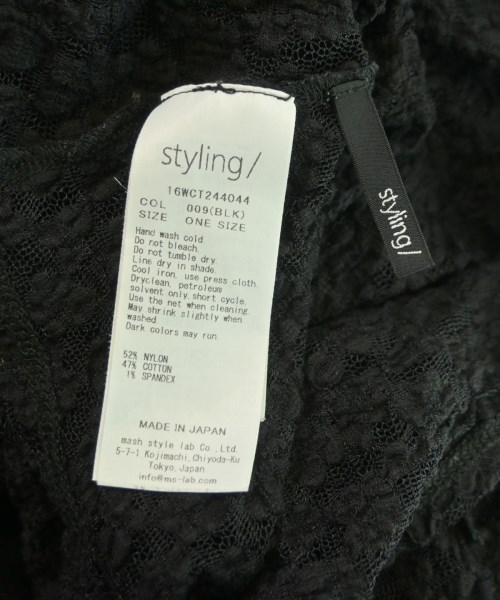 styling/
16WCT244044
COL 009(BLK)
SIZE ONE SIZE
Hand wash cold
Do not bleach.
Do not tumble dry.
Line dry in shade.
Cool iron, use press cloth.
Dryclean, petroleum
solvent only,short cycle.
Use the net when cleaning.
May shrink slightly when
washed.
Dark colors may run.
52% NYLON
47% COTTON
1% SPANDEX
MADE IN JAPAN
mash style lab Co.,Ltd.
5-7-1 Kojimachi,Chiyoda-Ku
Tokyo,Japan
info@ms-lab.com
styling/